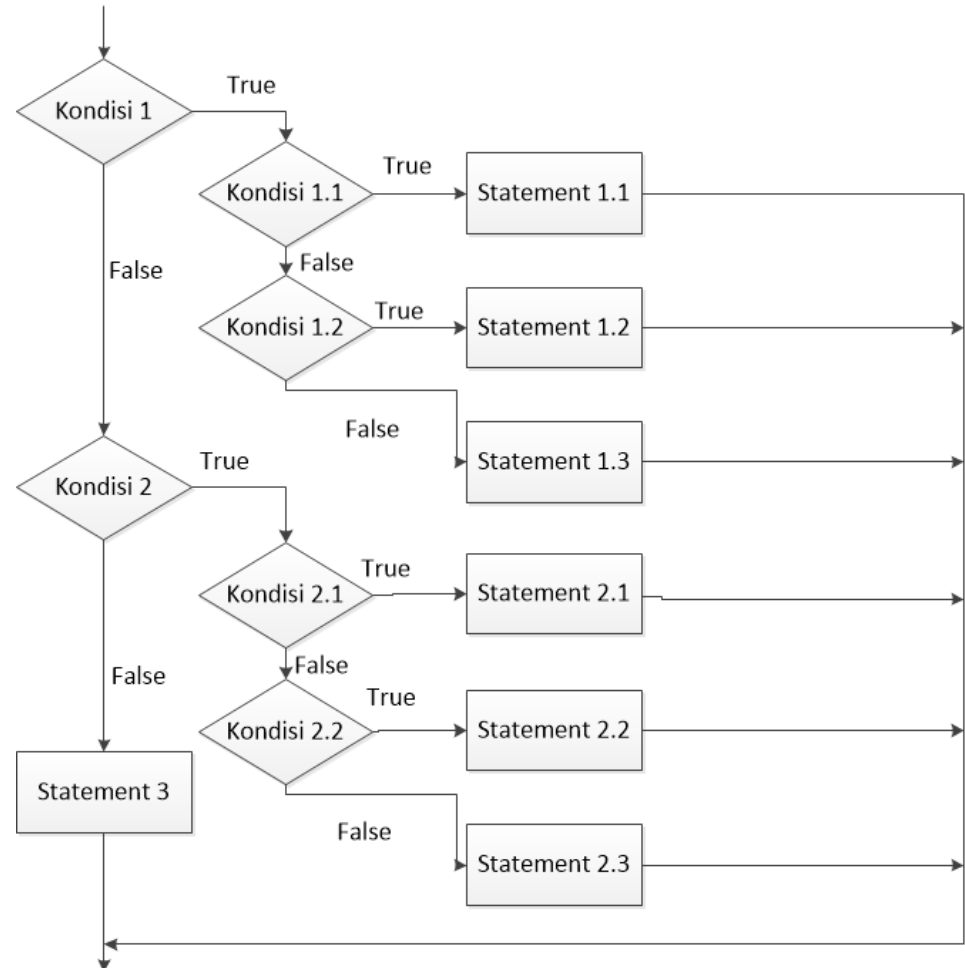 True
Kondisi 1
True
Kondisi 1.1
Statement 1.1
False
False
True
Kondisi 1.2
Statement 1.2
False
Statement 1.3
True
Kondisi 2
True
Kondisi 2.1
Statement 2.1
False
False
True
Kondisi 2.2
Statement 2.2
Statement 3
False
Statement 2.3